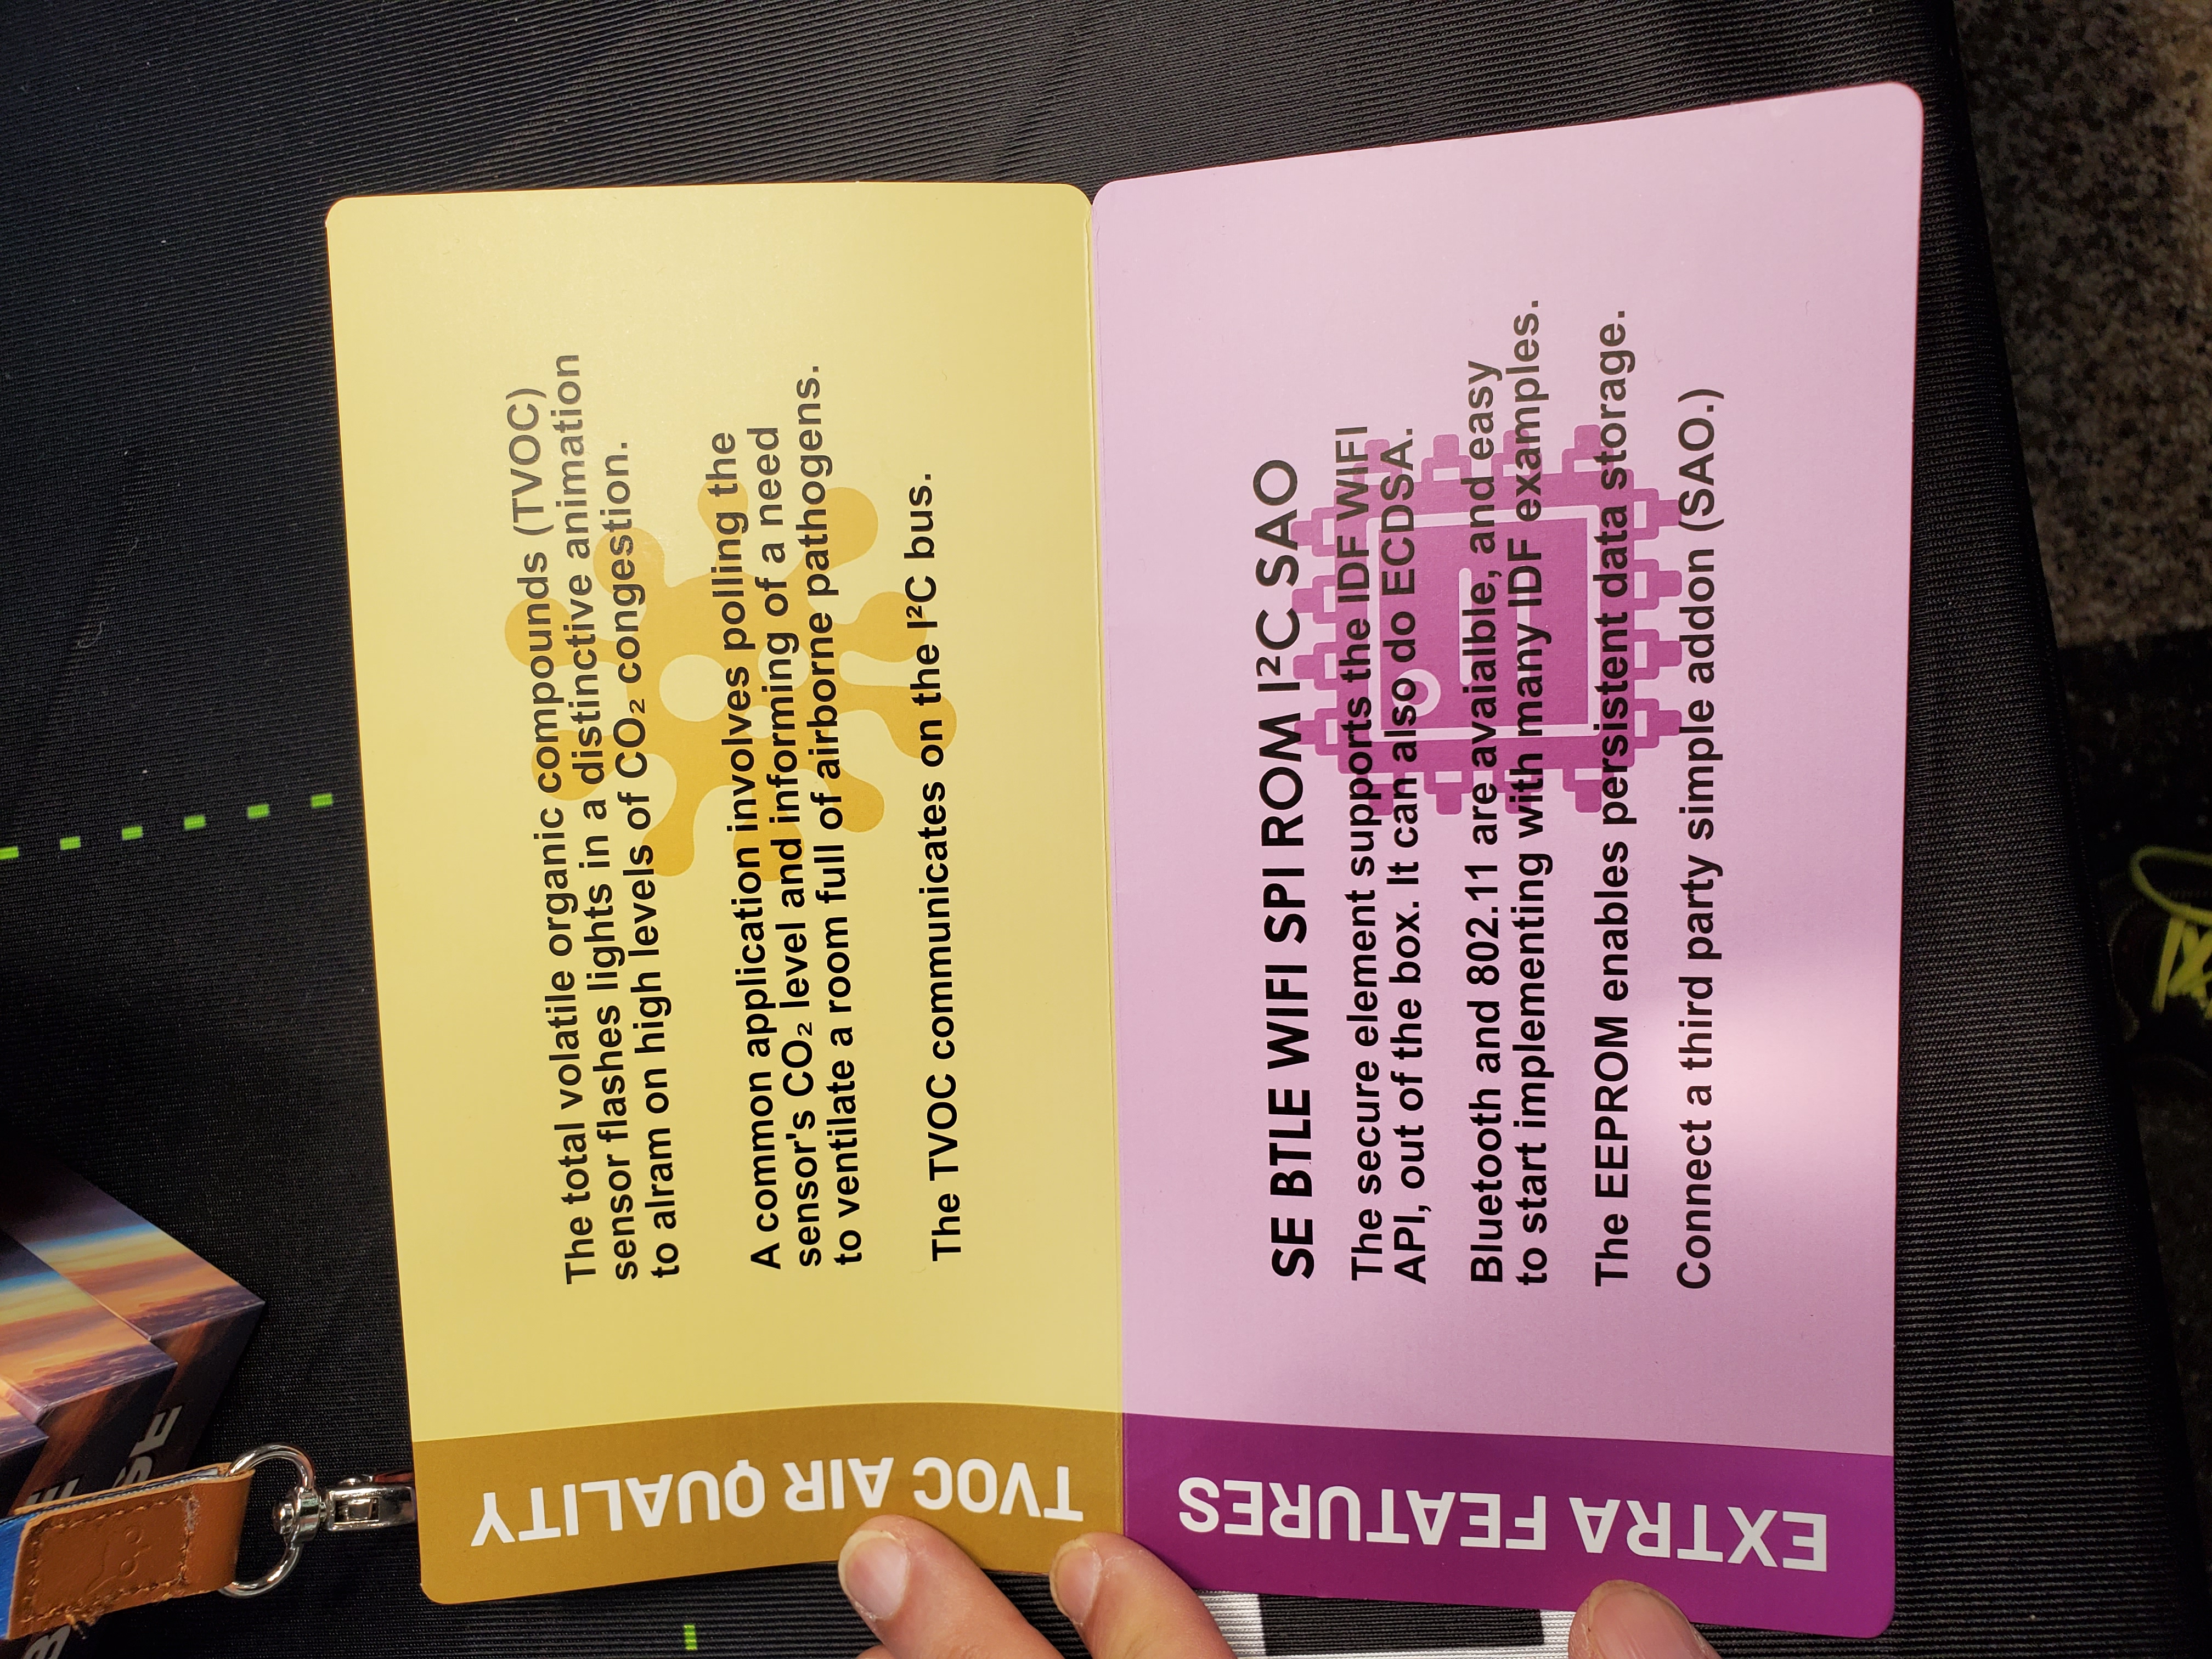 SE
TVOC AIR QUALITY
The total volatile organic compounds (TVOC)
sensor flashes lights in a distinctive animation
to alram on high levels of CO₂ congestion.
A common application involves polling the
sensor's CO₂ level and informing of a need
to ventilate a room full of airborne pathogens.
The TVOC communicates on the I²C bus.
EXTRA FEATURES
SE BTLE WIFI SPI ROM I²C SAO
The secure element supports the IDF WIFI
API, out of the box. It can also do ECDSA.
Bluetooth and 802.11 are avaialble, and easy
to start implementing with many IDF examples.
The EEPROM enables persistent data storage.
Connect a third party simple addon (SAO.)